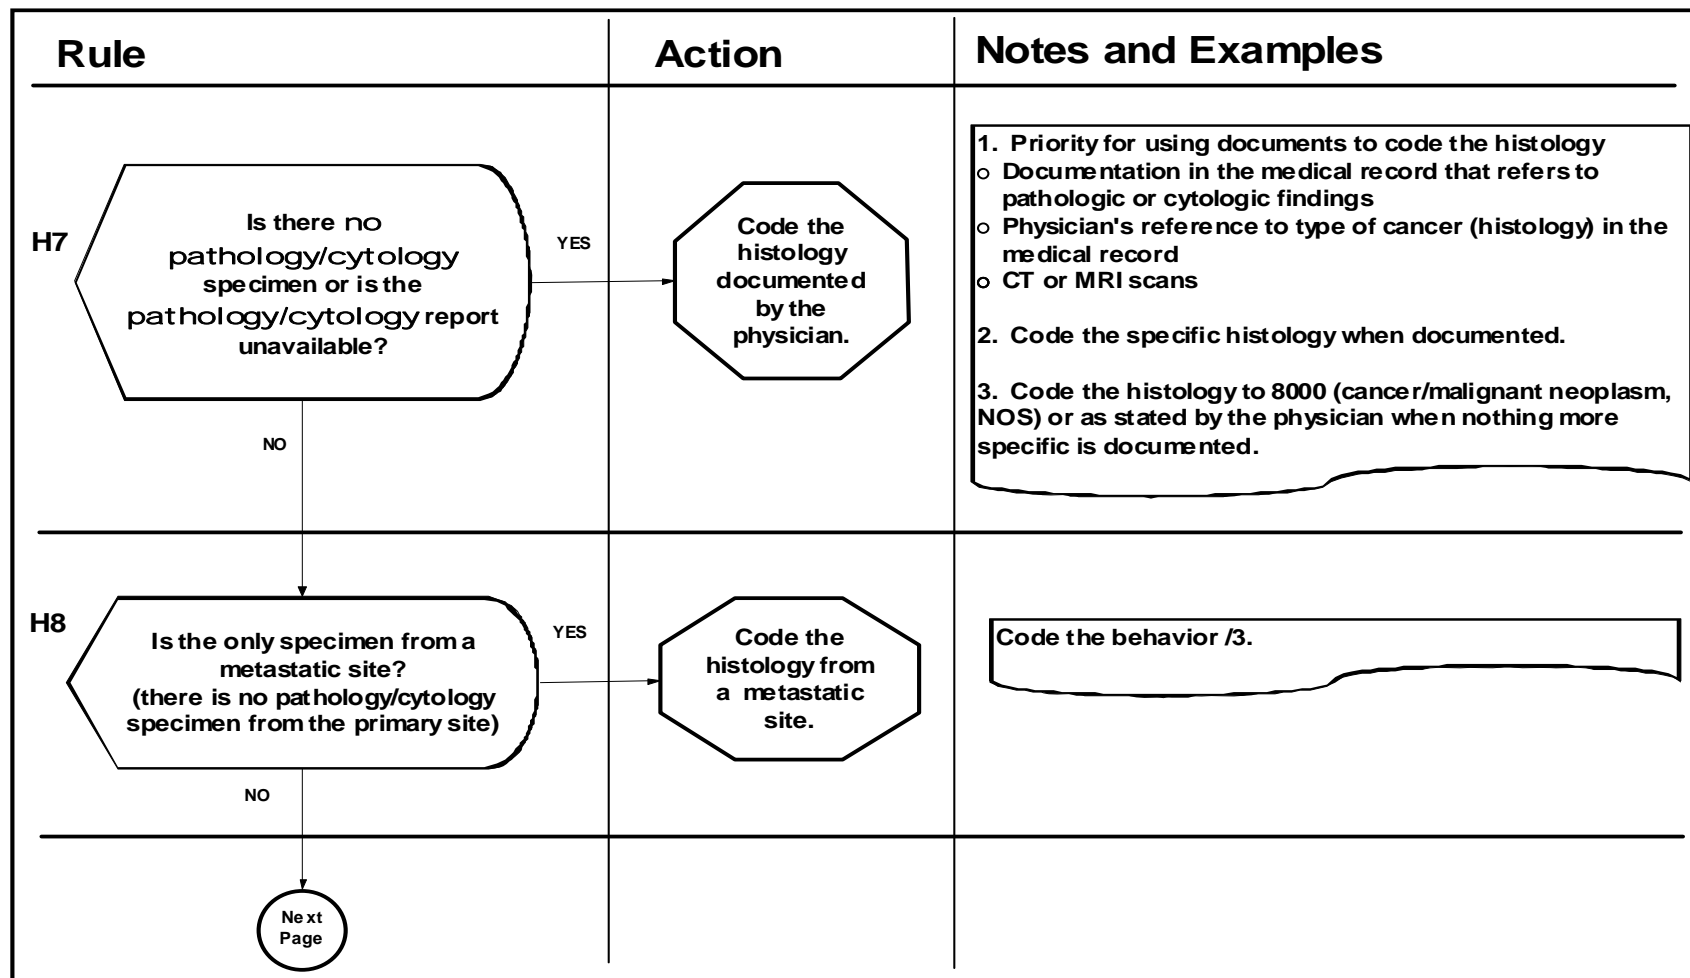 Rule
Action
Notes and Examples
H7
Is there no
pathology/cytology
specimen or is the
pathology/cytology report
unavailable?
YES
NO
Code the
histology
documented
by the
physician.
1. Priority for using documents to code the histology
o Documentation in the medical record that refers to
pathologic or cytologic findings
o Physician's reference to type of cancer (histology) in the
medical record
o CT or MRI scans
2. Code the specific histology when documented.
3. Code the histology to 8000 (cancer/malignant neoplasm,
NOS) or as stated by the physician when nothing more
specific is documented.
H8
Is the only specimen from a
metastatic site?
(there is no pathology/cytology
specimen from the primary site)
YES
NO
Code the
histology from
a metastatic
site.
Code the behavior /3.
Next
Page